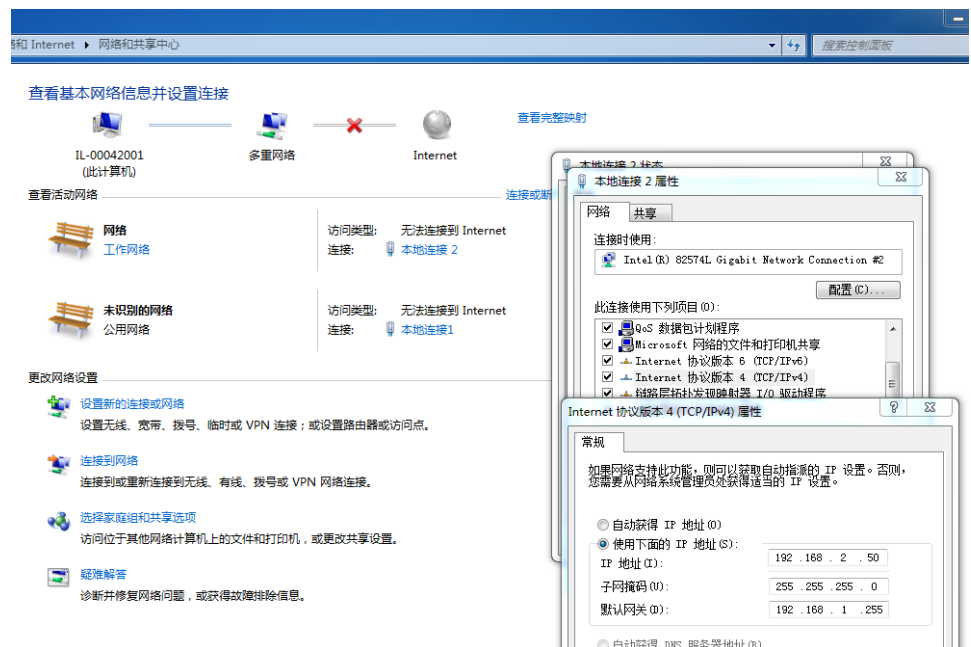 络和 Internet ▸ 网络和共享中心
搜索控制面板
查看基本网络信息并设置连接
查看完整映射
IL-00042001
(此计算机)
多重网络
Internet
查看活动网络
连接或断
网络
工作网络
访问类型:
无法连接到 Internet
连接:
本地连接 2
未识别的网络
公用网络
访问类型:
无法连接到 Internet
连接:
本地连接1
更改网络设置
设置新的连接或网络
设置无线、宽带、拨号、临时或 VPN 连接；或设置路由器或访问点。
连接到网络
连接到或重新连接到无线、有线、拨号或 VPN 网络连接。
选择家庭组和共享选项
访问位于其他网络计算机上的文件和打印机，或更改共享设置。
疑难解答
诊断并修复网络问题，或获得故障排除信息。
本地连接 2 状态
本地连接 2 属性
网络
共享
连接时使用:
Intel(R) 82574L Gigabit Network Connection #2
配置(C)...
此连接使用下列项目(O):
QoS 数据包计划程序
Microsoft 网络的文件和打印机共享
Internet 协议版本 6 (TCP/IPv6)
Internet 协议版本 4 (TCP/IPv4)
链路层拓扑发现映射器 I/O 驱动程序
Internet 协议版本 4 (TCP/IPv4) 属性
常规
如果网络支持此功能，则可以获取自动指派的 IP 设置。否则，
您需要从网络系统管理员处获得适当的 IP 设置。
自动获得 IP 地址(O)
使用下面的 IP 地址(S):
IP 地址(I):
192 .168 . 2 . 50
子网掩码(U):
255 .255 .255 . 0
默认网关(D):
192 .168 . 1 .255
自动获得 DNS 服务器地址(B)